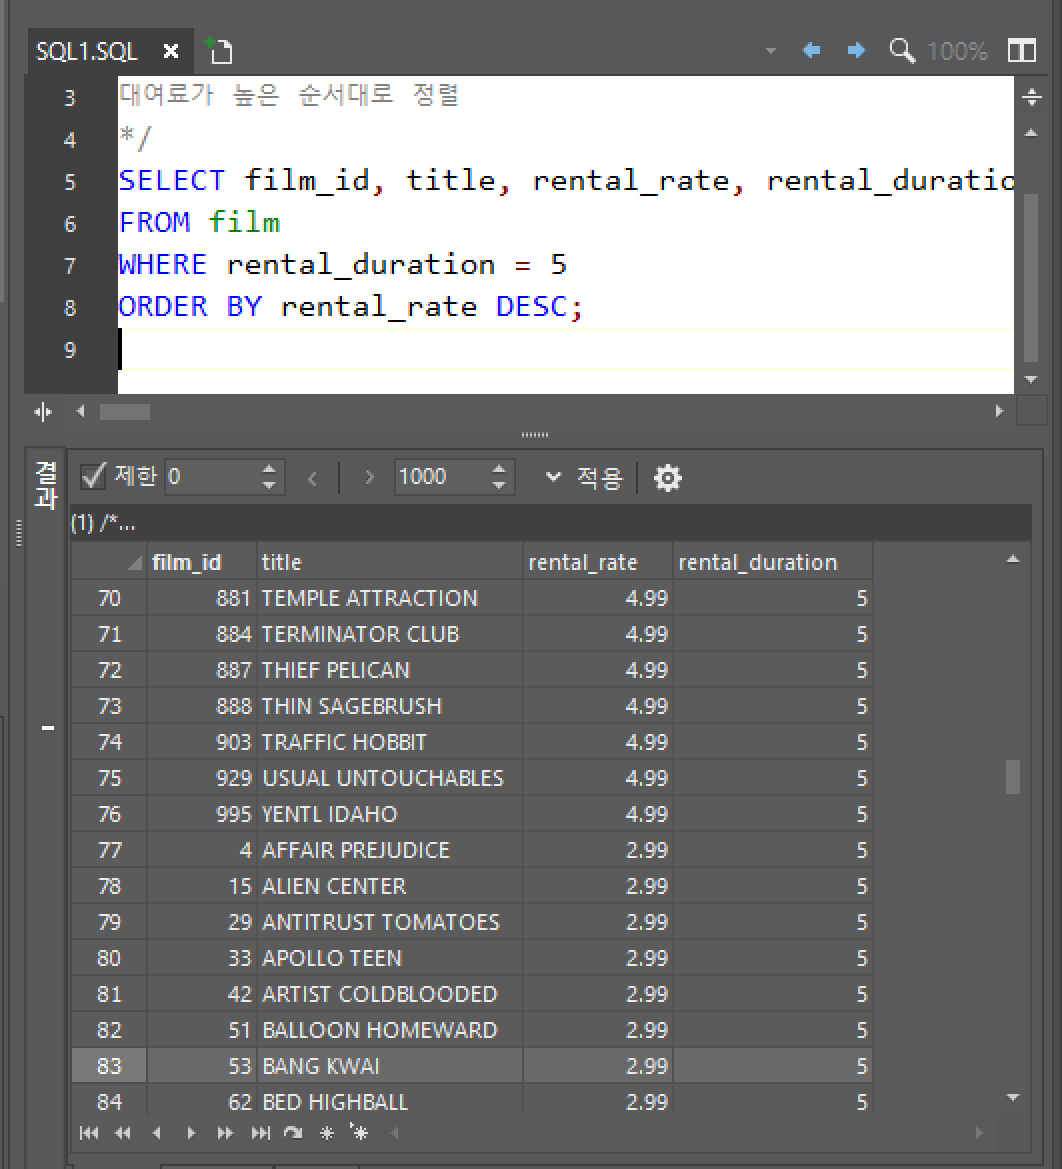 SQL1.SQL
100%
3 대여료가 높은 순서대로 정렬
4 */
5 SELECT film_id, title, rental_rate, rental_duratio
6 FROM film
7 WHERE rental_duration = 5
8 ORDER BY rental_rate DESC;
9
결과
제한 0 1000 적용
(1) /*...
film_id title rental_rate rental_duration
70 881 TEMPLE ATTRACTION 4.99 5
71 884 TERMINATOR CLUB 4.99 5
72 887 THIEF PELICAN 4.99 5
73 888 THIN SAGEBRUSH 4.99 5
74 903 TRAFFIC HOBBIT 4.99 5
75 929 USUAL UNTOUCHABLES 4.99 5
76 995 YENTL IDAHO 4.99 5
77 4 AFFAIR PREJUDICE 2.99 5
78 15 ALIEN CENTER 2.99 5
79 29 ANTITRUST TOMATOES 2.99 5
80 33 APOLLO TEEN 2.99 5
81 42 ARTIST COLDBLOODED 2.99 5
82 51 BALLOON HOMEWARD 2.99 5
83 53 BANG KWAI 2.99 5
84 62 BED HIGHBALL 2.99 5